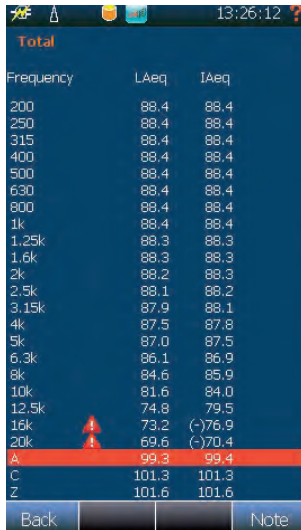 13:26:12 ?
Total
Frequency LAeq IAeq
200 88.4 88.4
250 88.4 88.4
315 88.4 88.4
400 88.4 88.4
500 88.4 88.4
630 88.4 88.4
800 88.4 88.4
1k 88.4 88.4
1.25k 88.3 88.3
1.6k 88.3 88.3
2k 88.2 88.3
2.5k 88.1 88.2
3.15k 87.9 88.1
4k 87.5 87.8
5k 87.0 87.5
6.3k 86.1 86.9
8k 84.6 85.9
10k 81.6 84.0
12.5k 74.8 79.5
16k ! 73.2 (-)76.9
20k ! 69.6 (-)70.4
A 99.3 99.4
C 101.3 101.3
Z 101.6 101.6
Back Note